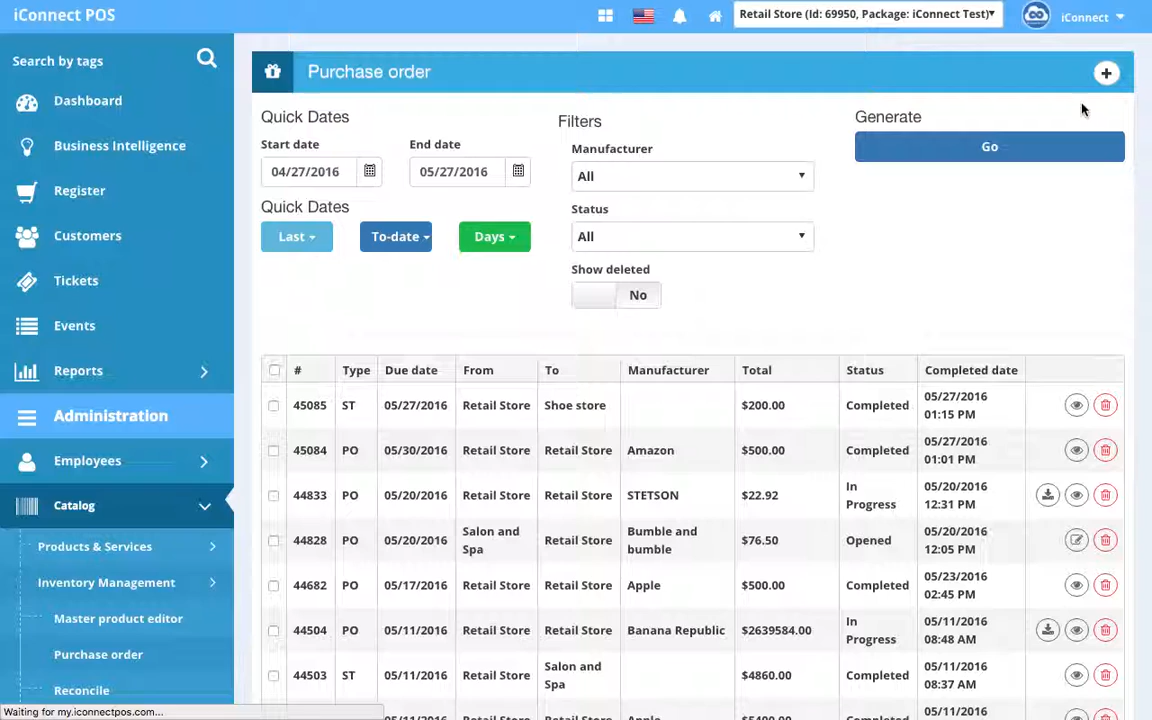 iConnect POS
Retail Store (Id: 69950, Package: iConnect Test)
iConnect
Search by tags
Dashboard
Business Intelligence
Register
Customers
Tickets
Events
Reports
Administration
Employees
Catalog
Products & Services
Inventory Management
Master product editor
Purchase order
Reconcile
Waiting for my.iconnectpos.com...
Purchase order
Quick Dates
Start date
End date
04/27/2016
05/27/2016
Quick Dates
Last
To-date
Days
Filters
Manufacturer
All
Status
All
Show deleted
No
Generate
Go
# Type Due date From To Manufacturer Total Status Completed date
45085 ST 05/27/2016 Retail Store Shoe store $200.00 Completed 05/27/2016
01:15 PM
45084 PO 05/30/2016 Retail Store Retail Store Amazon $500.00 Completed 05/27/2016
01:01 PM
44833 PO 05/20/2016 Retail Store Retail Store STETSON $22.92 In 05/20/2016
Progress 12:31 PM
44828 PO 05/20/2016 Salon and Retail Store Bumble and $76.50 Opened 05/20/2016
Spa bumble 12:05 PM
44682 PO 05/17/2016 Retail Store Retail Store Apple $500.00 Completed 05/23/2016
02:45 PM
44504 PO 05/11/2016 Retail Store Retail Store Banana Republic $2639584.00 In 05/11/2016
Progress 08:48 AM
44503 ST 05/11/2016 Retail Store Salon and $4860.00 Completed 05/11/2016
Spa 08:37 AM
05/11/2016